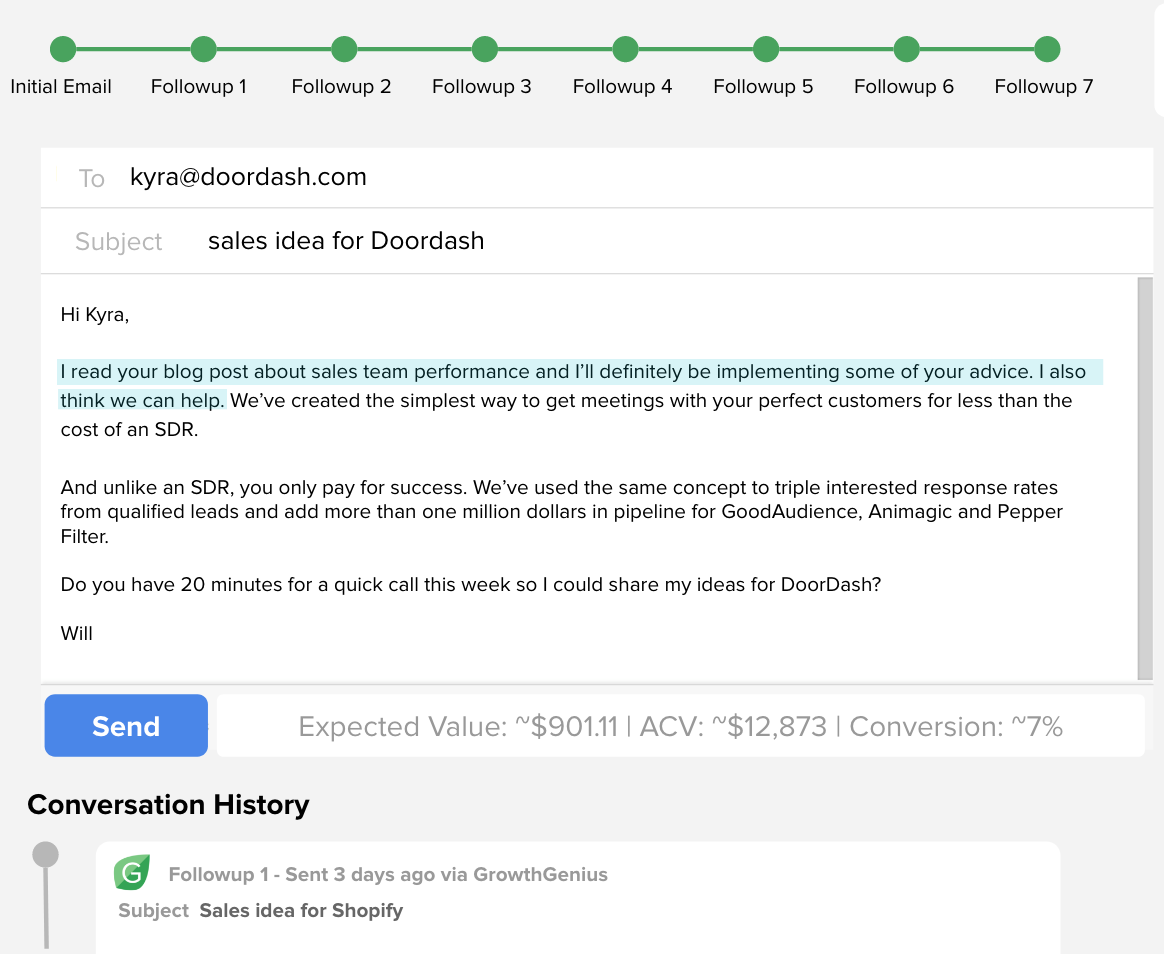 Initial Email Followup 1 Followup 2 Followup 3 Followup 4 Followup 5 Followup 6 Followup 7
To kyra@doordash.com
Subject sales idea for Doordash
Hi Kyra,
I read your blog post about sales team performance and I’ll definitely be implementing some of your advice. I also
think we can help. We’ve created the simplest way to get meetings with your perfect customers for less than the
cost of an SDR.
And unlike an SDR, you only pay for success. We’ve used the same concept to triple interested response rates
from qualified leads and add more than one million dollars in pipeline for GoodAudience, Animagic and Pepper
Filter.
Do you have 20 minutes for a quick call this week so I could share my ideas for DoorDash?
Will
Send Expected Value: ~$901.11 | ACV: ~$12,873 | Conversion: ~7%
Conversation History
G Followup 1 - Sent 3 days ago via GrowthGenius
Subject Sales idea for Shopify